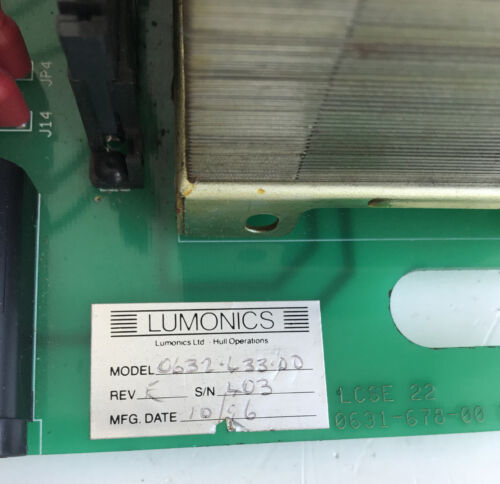 JP4
J14
LUMONICS
Lumonics Ltd · Hull Operations
MODEL 0632·633·00
REV E S/N 403
MFG. DATE 10/96
LCSE 22
0631-678-00